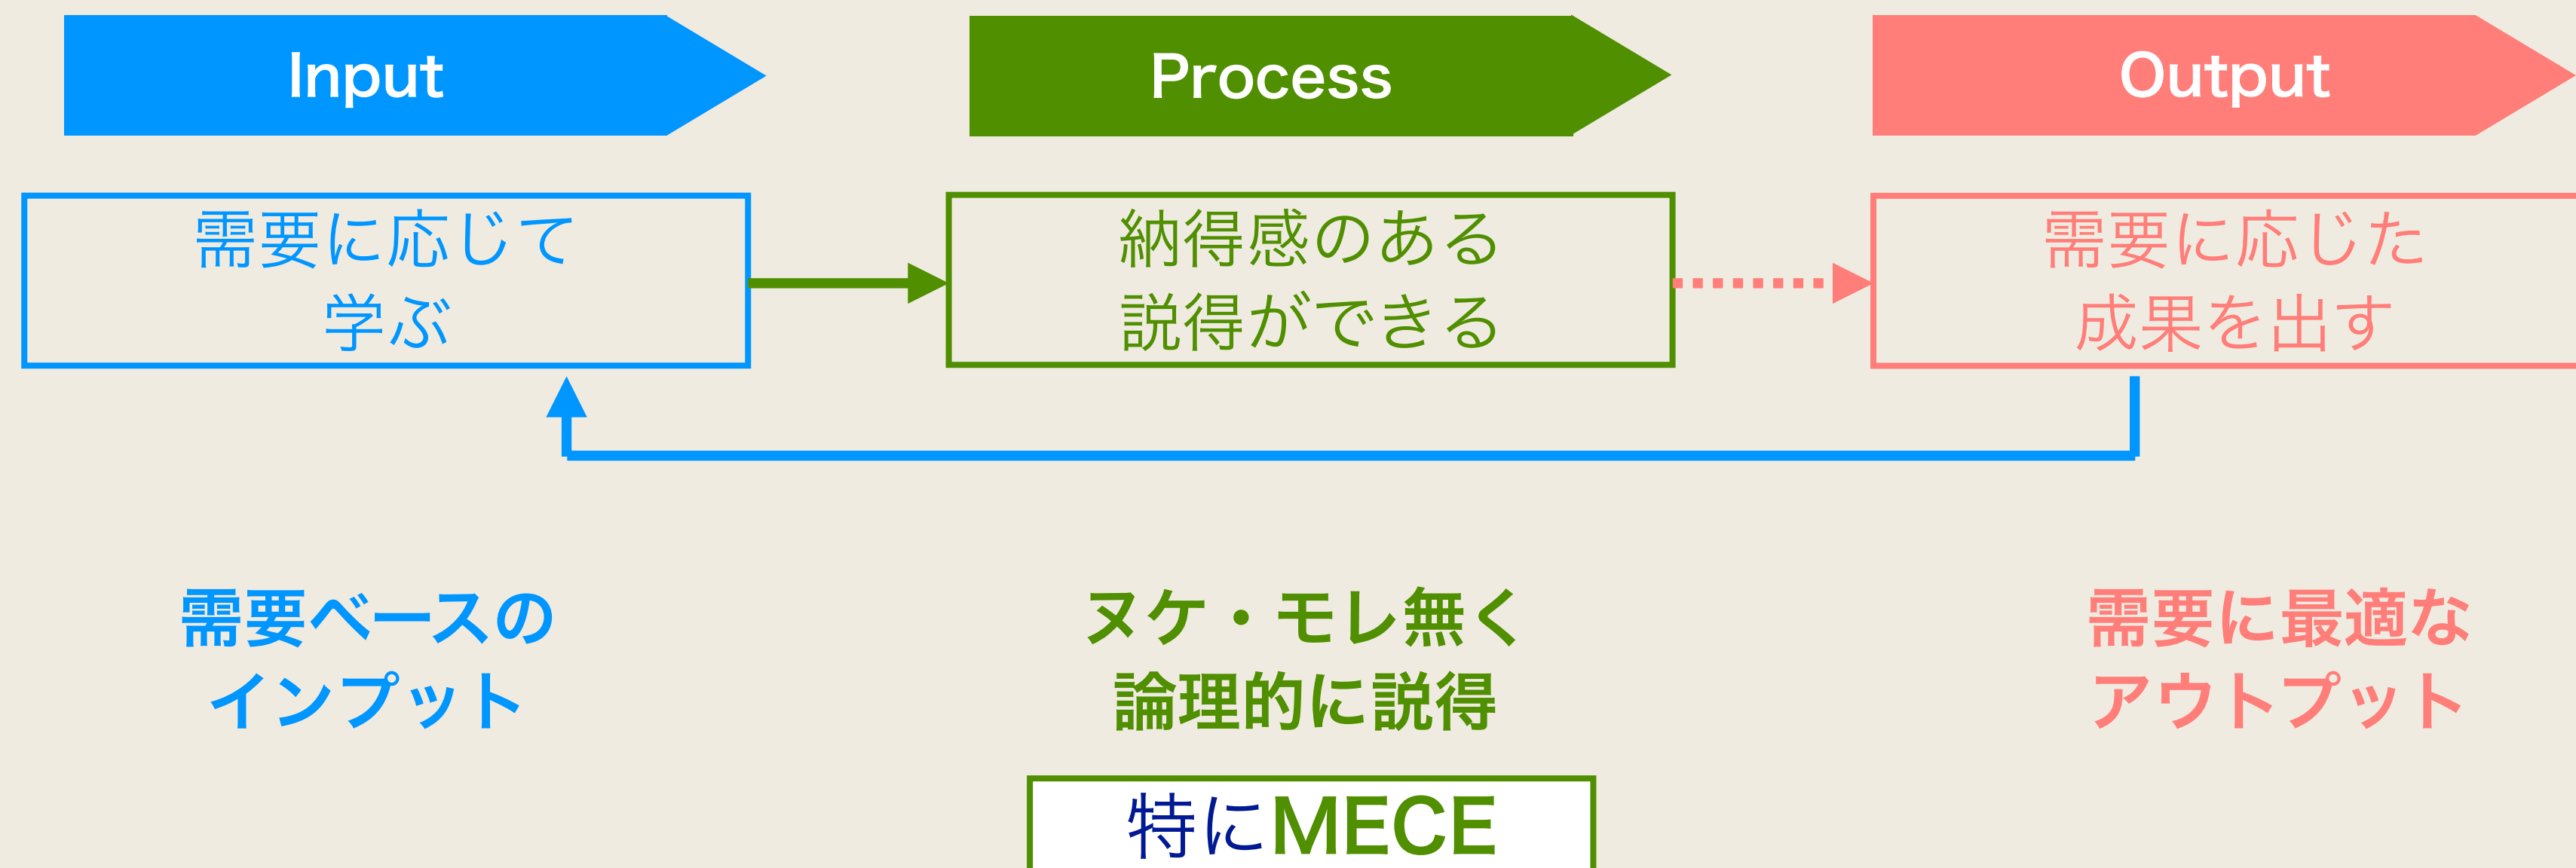 Input
Process
Output
需要に応じて
学ぶ
納得感のある
説得ができる
需要に応じた
成果を出す
需要ベースの
インプット
ヌケ・モレ無く
論理的に説得
需要に最適な
アウトプット
特にMECE